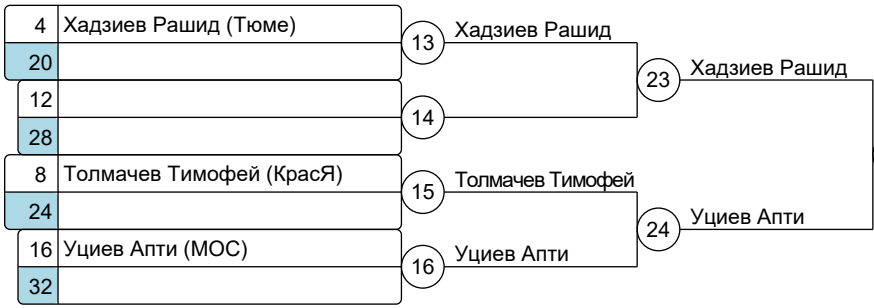 4 Хадзиев Рашид (Тюме)
20
12
28
8 Толмачев Тимофей (КрасЯ)
24
16 Уциев Апти (МОС)
32
13 Хадзиев Рашид
14
15 Толмачев Тимофей
16 Уциев Апти
23 Хадзиев Рашид
24 Уциев Апти